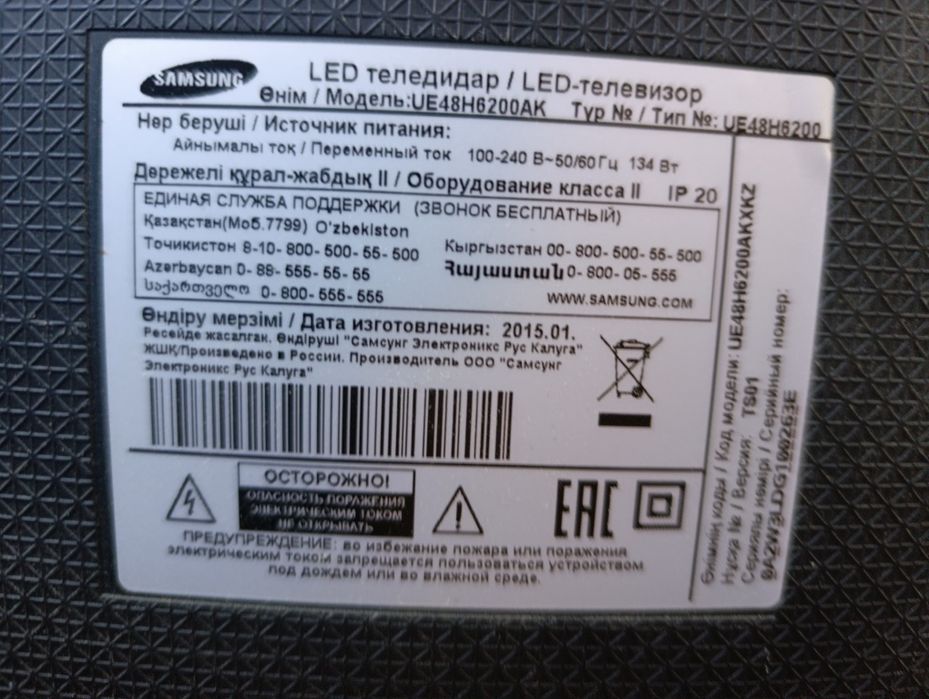 SAMSUNG
LED теледидар / LED-телевизор
Өнім / Модель:UE48H6200AK Түр № / Тип №: UE48H6200
Нәр беруші / Источник питания:
Айнымалы тоқ / Переменный ток 100-240 В~50/60Гц 134 Вт
Дәрежелі құрал-жабдық II / Оборудование класса II IP 20
ЕДИНАЯ СЛУЖБА ПОДДЕРЖКИ (ЗВОНОК БЕСПЛАТНЫЙ)
Қазақстан(Моб.7799) O'zbekiston
Точикистон 8-10-800-500-55-500 Кыргызстан 00-800-500-55-500
Azerbaycan 0-88-555-55-55 Հայաստան 0-800-05-555
საქართველო 0-800-555-555 WWW.SAMSUNG.COM
Өндіру мерзімі / Дата изготовления: 2015.01.
Ресейде жасалған. Өндіруші "Самсунг Электроникс Рус Калуга"
ЖШҚ/Произведено в России. Производитель ООО "Самсунг
Электроникс Рус Калуга"
ОСТОРОЖНО!
ОПАСНОСТЬ ПОРАЖЕНИЯ
ЭЛЕКТРИЧЕСКИМ ТОКОМ
НЕ ОТКРЫВАТЬ
EAC
ПРЕДУПРЕЖДЕНИЕ: во избежание пожара или поражения
электрическим током запрещается пользоваться устройством
под дождем или во влажной среде.
Өнімнің коды / Код модели: UE48H6200AKXKZ
Нұсқа № / Версия: TS01
Сериялы нөмірі / Серийный номер:
0A2W3LDG100263E